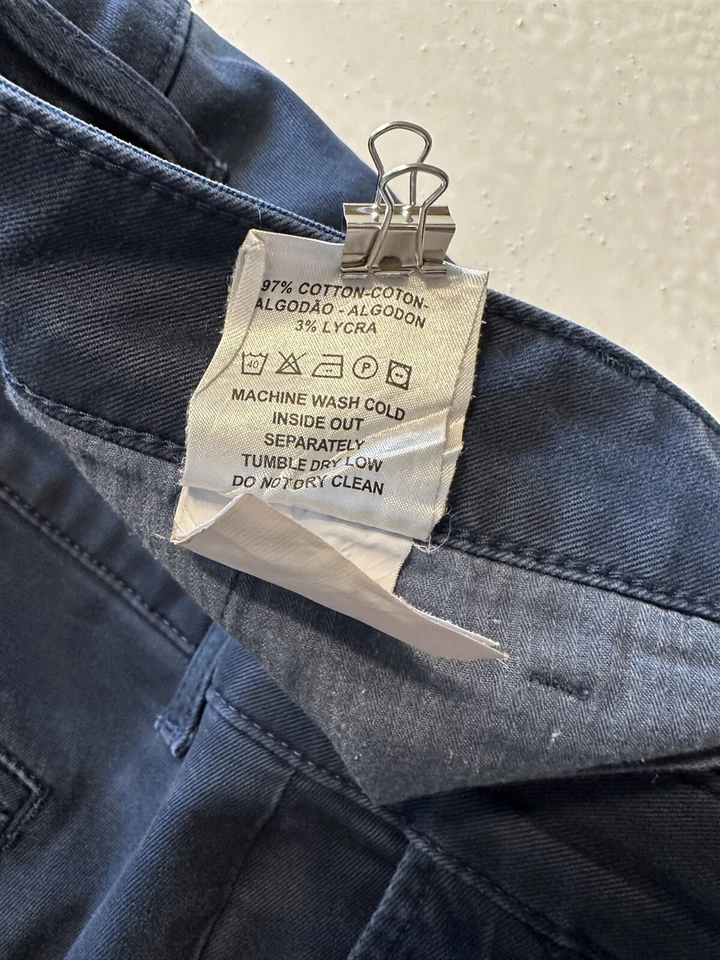 97% COTTON-COTON-
ALGODÃO - ALGODON
3% LYCRA
40 P
MACHINE WASH COLD
INSIDE OUT
SEPARATELY
TUMBLE DRY LOW
DO NOT DRY CLEAN